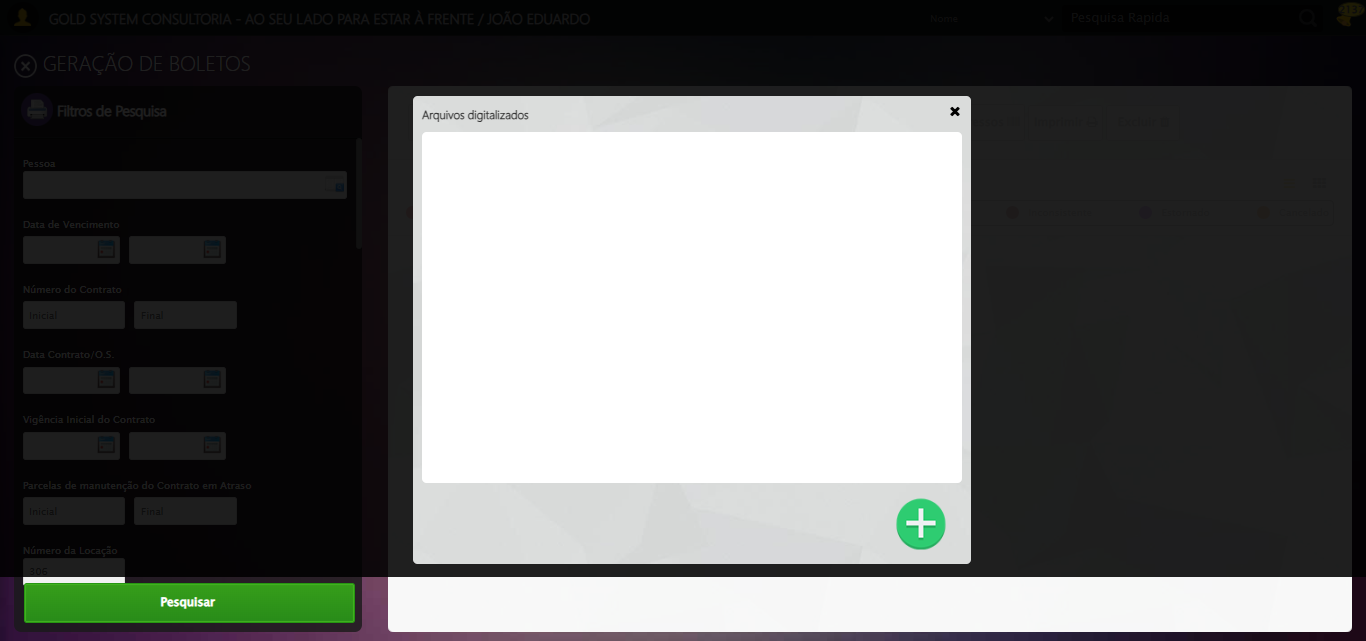 GOLD SYSTEM CONSULTORIA - AO SEU LADO PARA ESTAR À FRENTE / JOÃO EDUARDO
Nome
Pesquisa Rapida
GERAÇÃO DE BOLETOS
Filtros de Pesquisa
Arquivos digitalizados
Pessoa
Data de Vencimento
Número do Contrato
Inicial Final
Data Contrato/O.S.
Vigência Inicial do Contrato
Parcelas de manutenção do Contrato em Atraso
Inicial Final
Número da Locação
306
Pesquisar